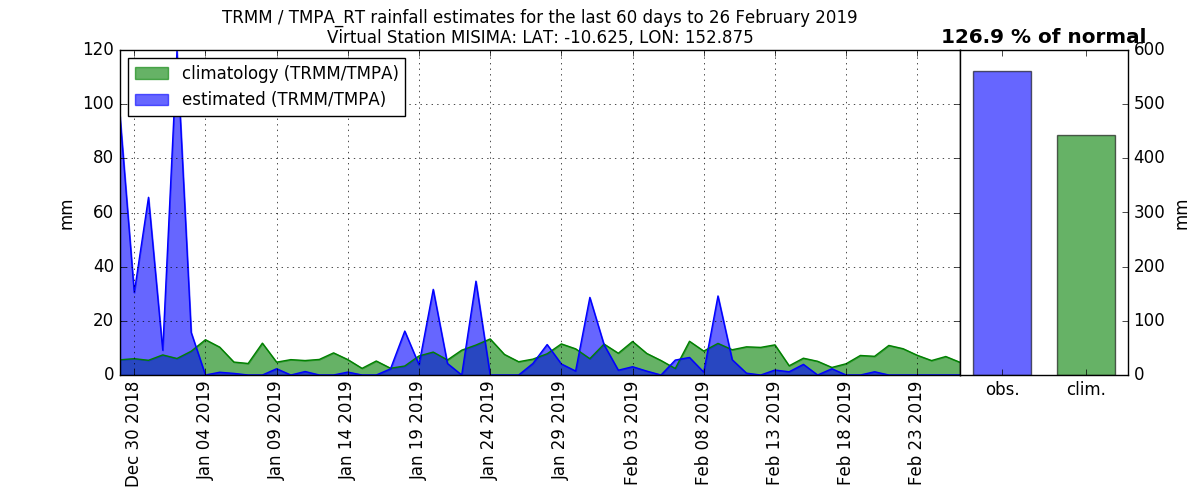 TRMM / TMPA_RT rainfall estimates for the last 60 days to 26 February 2019
Virtual Station MISIMA: LAT: -10.625, LON: 152.875
126.9 % of normal
climatology (TRMM/TMPA)
estimated (TRMM/TMPA)
120
100
80
60
40
20
0
mm
Dec 30 2018
Jan 04 2019
Jan 09 2019
Jan 14 2019
Jan 19 2019
Jan 24 2019
Jan 29 2019
Feb 03 2019
Feb 08 2019
Feb 13 2019
Feb 18 2019
Feb 23 2019
obs.
clim.
600
500
400
300
200
100
0
mm